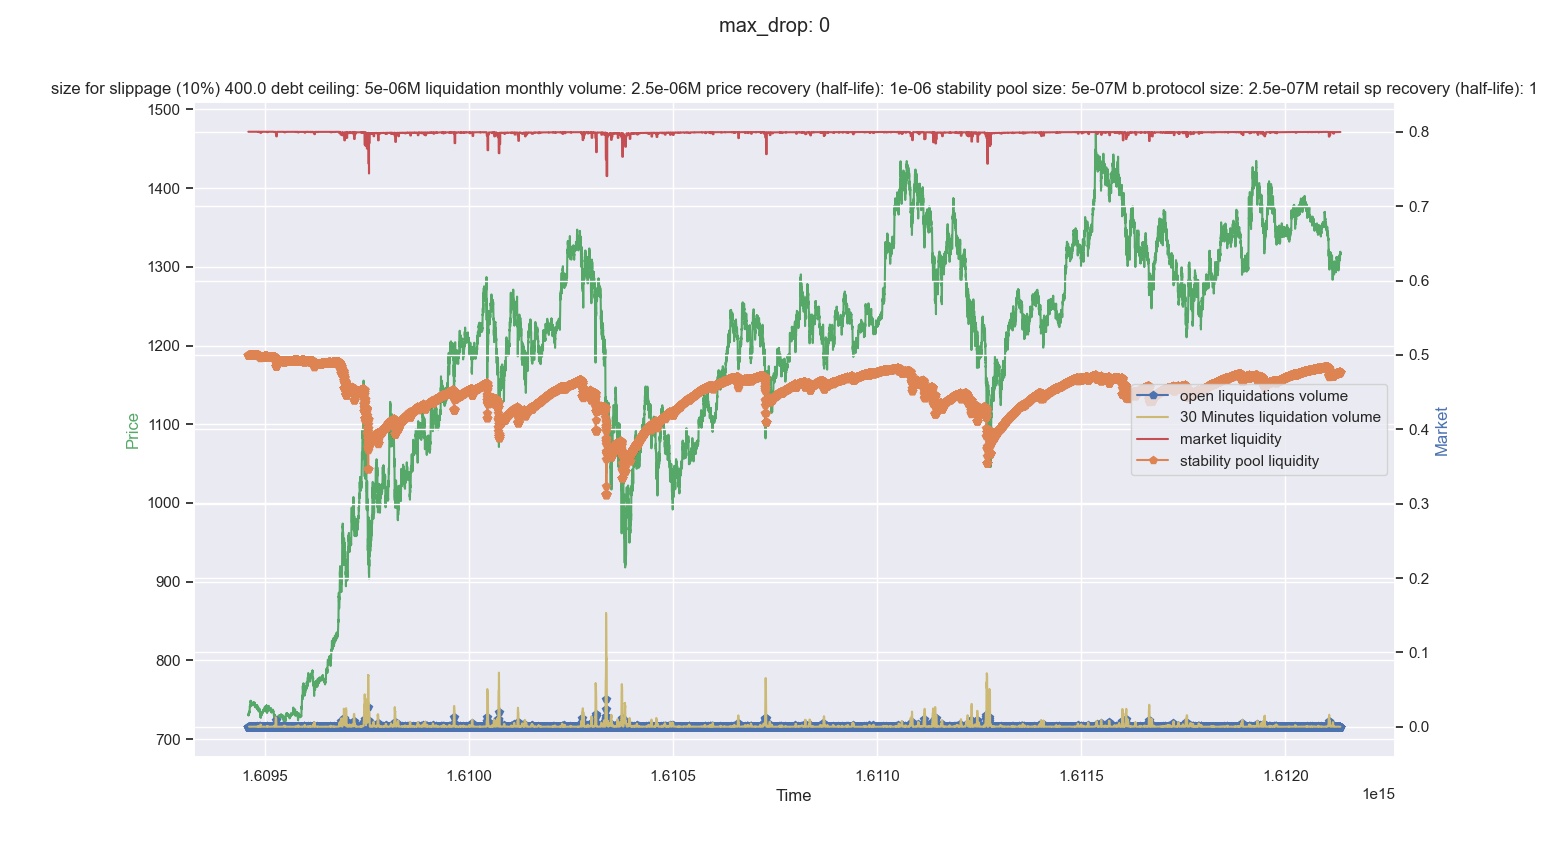 max_drop: 0
size for slippage (10%) 400.0 debt ceiling: 5e-06M liquidation monthly volume: 2.5e-06M price recovery (half-life): 1e-06 stability pool size: 5e-07M b.protocol size: 2.5e-07M retail sp recovery (half-life): 1
1500
1400
1300
1200
1100
1000
900
800
700
Price
0.8
0.7
0.6
0.5
0.4
0.3
0.2
0.1
0.0
Market
open liquidations volume
30 Minutes liquidation volume
market liquidity
stability pool liquidity
1.6095 1.6100 1.6105 1.6110 1.6115 1.6120
Time
1e15